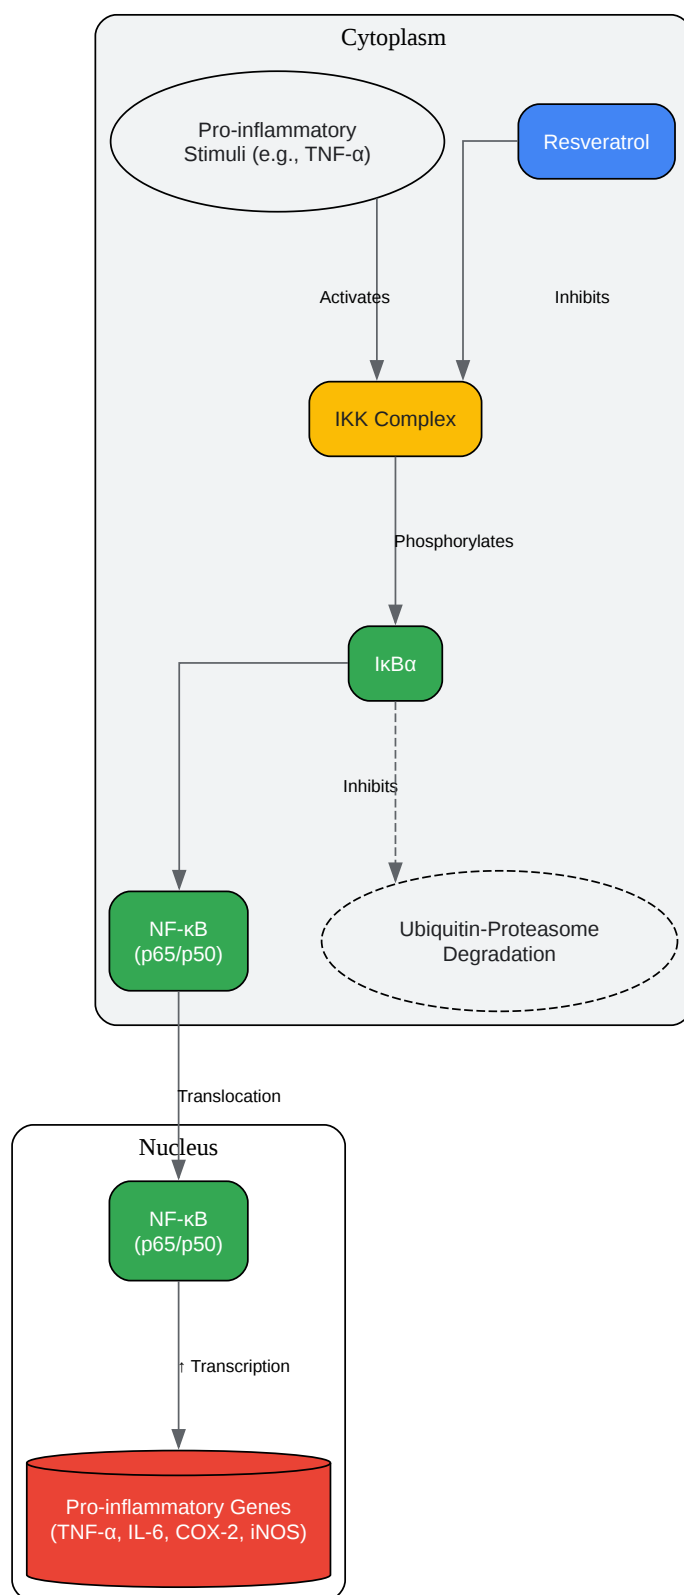 Cytoplasm
Pro-inflammatory
Stimuli (e.g., TNF-α)
Resveratrol
Activates
Inhibits
IKK Complex
Phosphorylates
IκBα
Inhibits
NF-κB
(p65/p50)
Ubiquitin-Proteasome
Degradation
Translocation
Nucleus
NF-κB
(p65/p50)
↑ Transcription
Pro-inflammatory Genes
(TNF-α, IL-6, COX-2, iNOS)